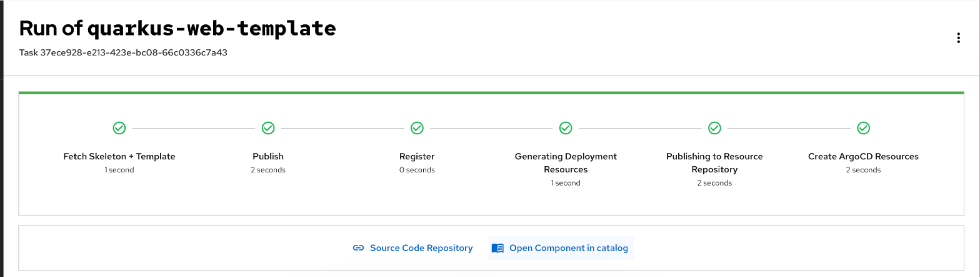 Run of quarkus-web-template
Task 37ece928-e213-423e-bc08-66c0336c7a43
Fetch Skeleton + Template
1 second
Publish
2 seconds
Register
0 seconds
Generating Deployment
Resources
1 second
Publishing to Resource
Repository
2 seconds
Create ArgoCD Resources
2 seconds
Source Code Repository
Open Component in catalog